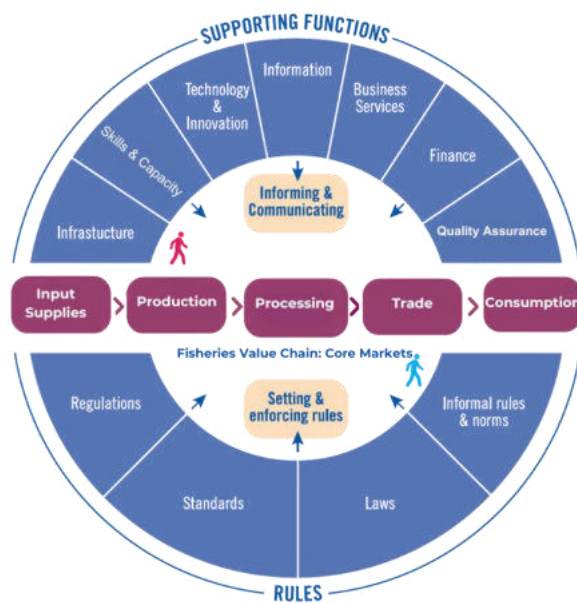 SUPPORTING FUNCTIONS
Infrastucture
Skills & Capacity
Technology
&
Innovation
Information
Business
Services
Finance
Quality Assurance
Informing &
Communicating
Input
Supplies
Production
Processing
Trade
Consumption
Fisheries Value Chain: Core Markets
Setting &
enforcing rules
Regulations
Standards
Laws
Informal rules
& norms
RULES